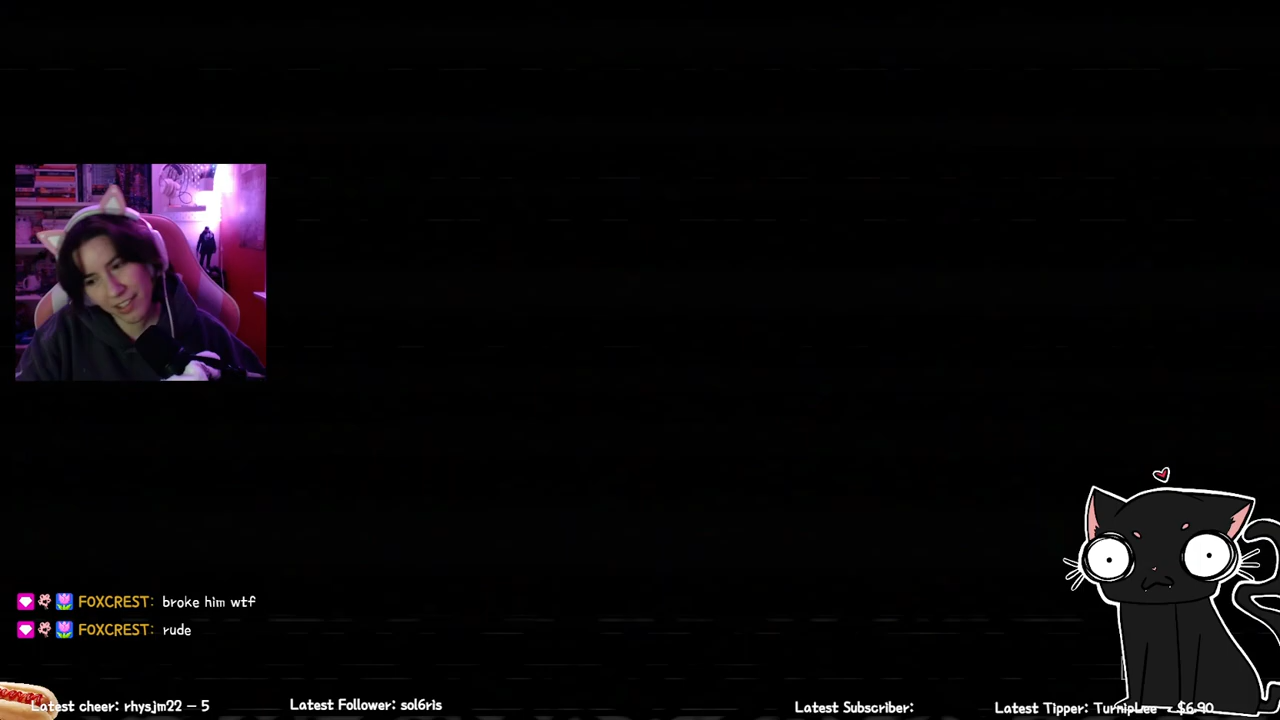 FOXCREST: broke him wtf
FOXCREST: rude
Latest cheer: rhysjm22 - 5
Latest Follower: sol6ris
Latest Subscriber:
Latest Tipper: TurnipLee - $6.90